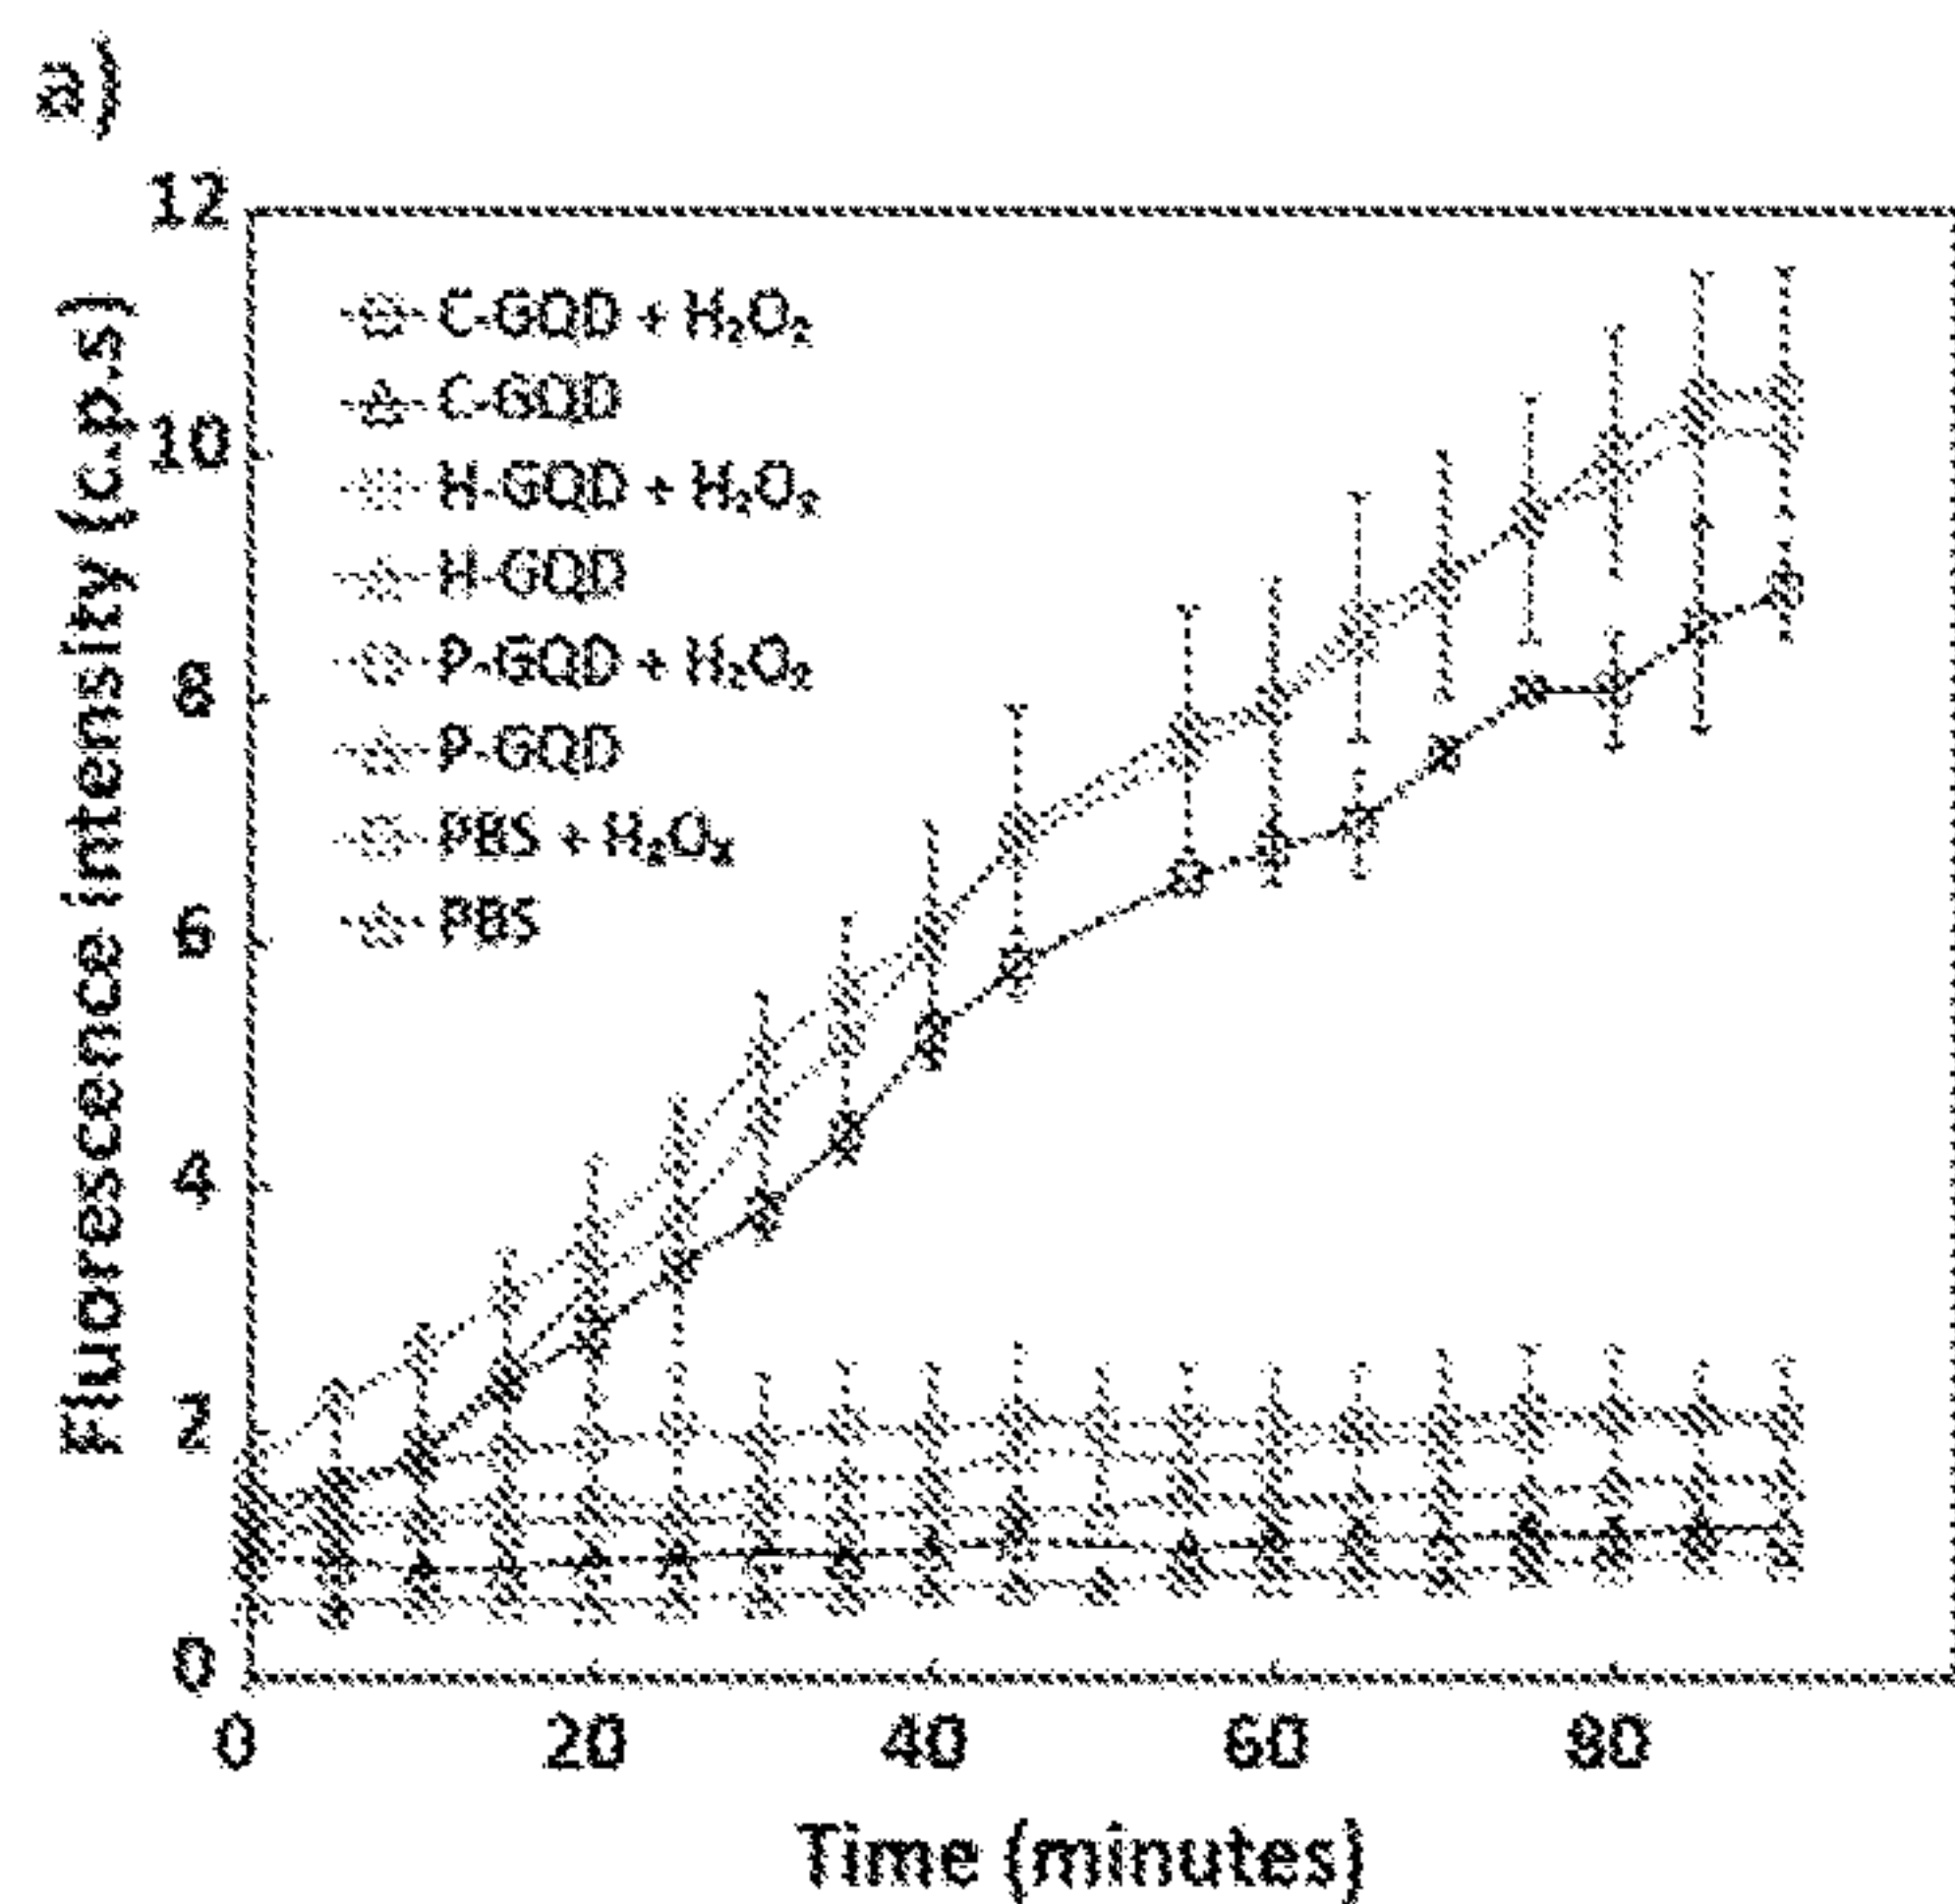 a)
12
10
8
6
4
2
0
Fluorescence intensity (c.p.s)
C-GQD + H₂O₂
C-GQD
H-GQD + H₂O₂
H-GQD
P-GQD + H₂O₂
P-GQD
PBS + H₂O₂
PBS
0 20 40 60 80
Time (minutes)